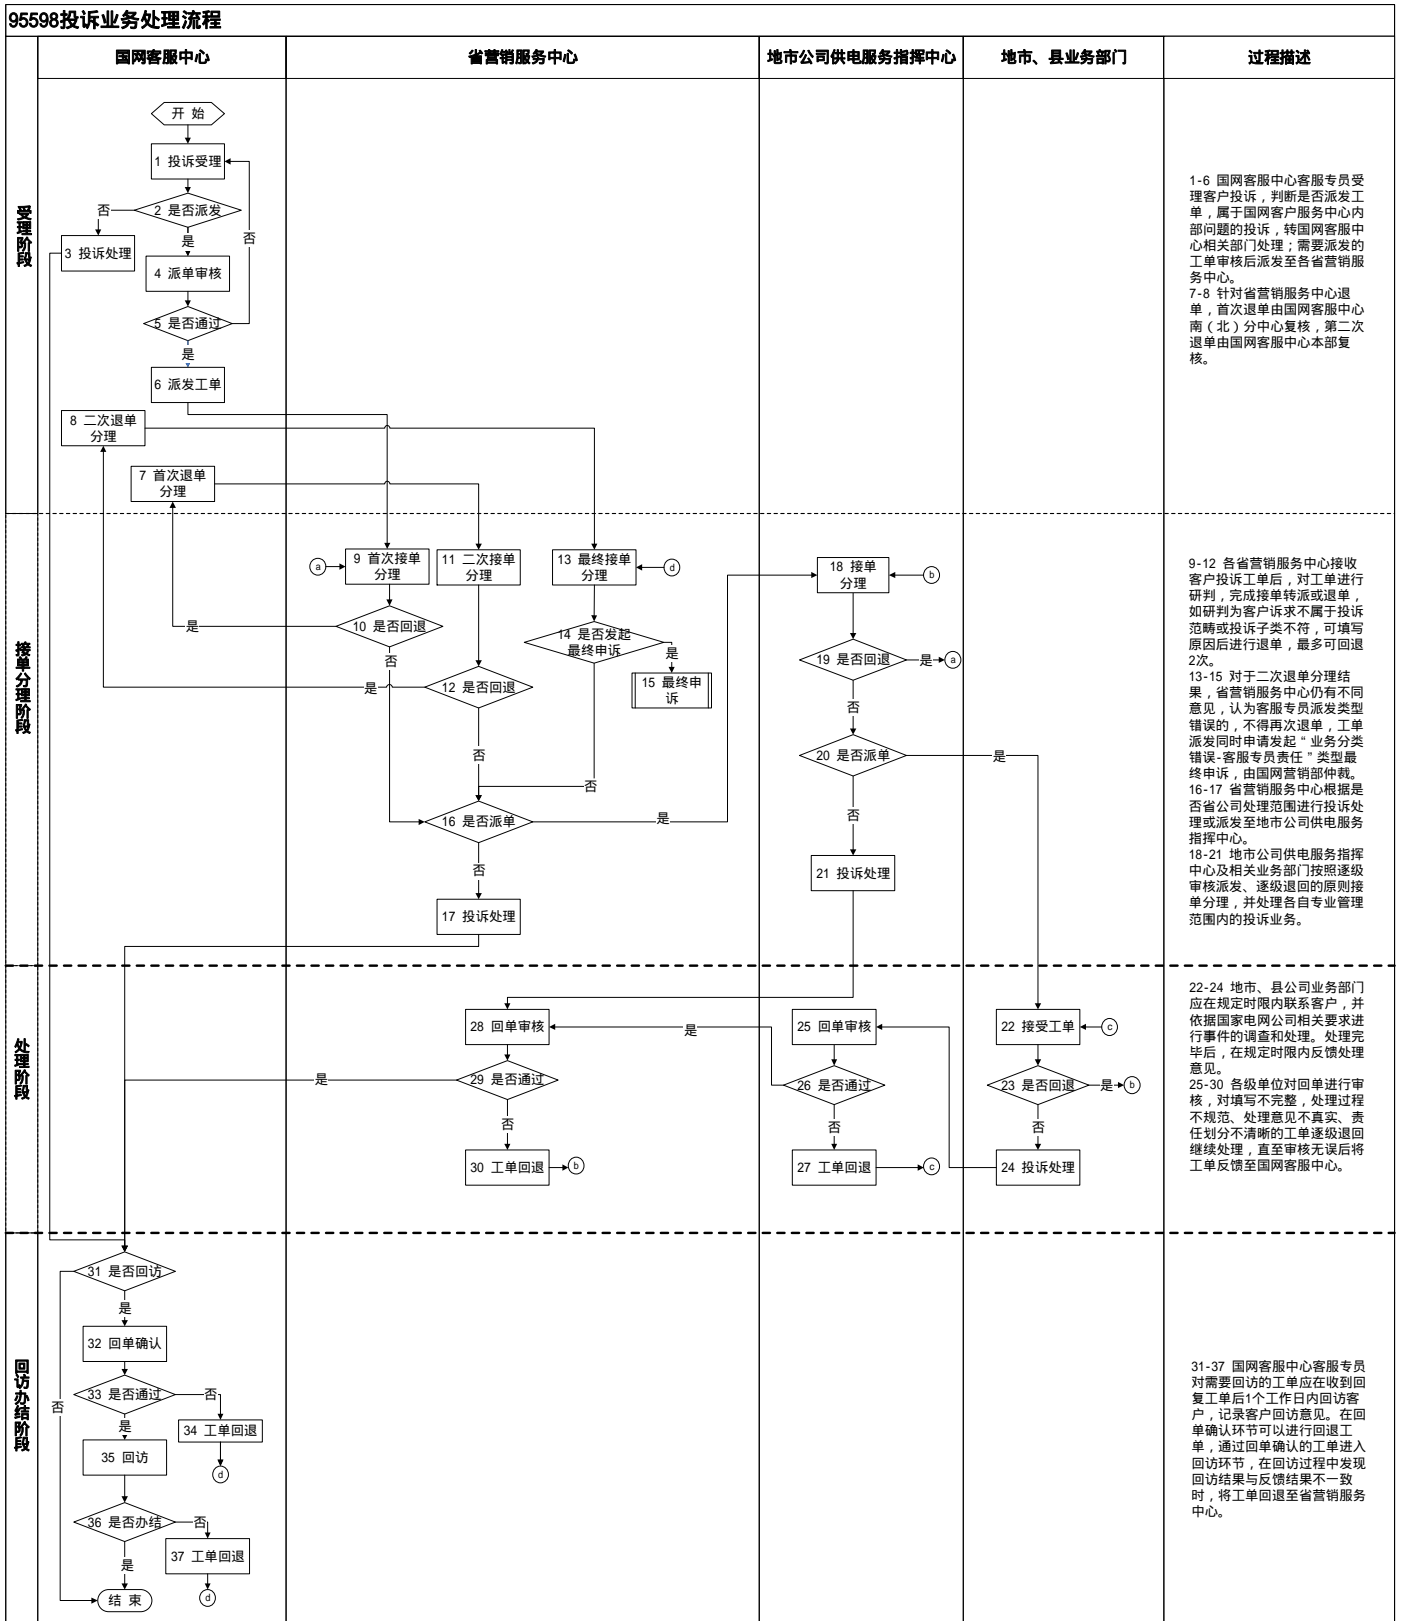 95598投诉业务处理流程
国网客服中心
省营销服务中心
地市公司供电服务指挥中心
地市、县业务部门
过程描述
受理阶段
开 始
1 投诉受理
2 是否派发
否
是
否
3 投诉处理
4 派单审核
5 是否通过
是
6 派发工单
8 二次退单
分理
7 首次退单
分理
1-6 国网客服中心客服专员受
理客户投诉，判断是否派发工
单，属于国网客户服务中心内
部问题的投诉，转国网客服中
心相关部门处理；需要派发的
工单审核后派发至各省营销服
务中心。
7-8 针对省营销服务中心退
单，首次退单由国网客服中心
南（北）分中心复核，第二次
退单由国网客服中心本部复
核。
接单分理阶段
a
9 首次接单
分理
11 二次接单
分理
13 最终接单
分理
d
18 接单
分理
b
是
10 是否回退
否
14 是否发起
最终申诉
是
15 最终申
诉
是
12 是否回退
否
否
19 是否回退
是
a
否
20 是否派单
是
否
16 是否派单
是
否
17 投诉处理
21 投诉处理
9-12 各省营销服务中心接收
客户投诉工单后，对工单进行
研判，完成接单转派或退单，
如研判为客户诉求不属于投诉
范畴或投诉子类不符，可填写
原因后进行退单，最多可回退
2次。
13-15 对于二次退单分理结
果，省营销服务中心仍有不同
意见，认为客服专员派发类型
错误的，不得再次退单，工单
派发同时申请发起“业务分类
错误-客服专员责任”类型最
终申诉，由国网营销部仲裁。
16-17 省营销服务中心根据是
否省公司处理范围进行投诉处
理或派发至地市公司供电服务
指挥中心。
18-21 地市公司供电服务指挥
中心及相关业务部门按照逐级
审核派发、逐级退回的原则接
单分理，并处理各自专业管理
范围内的投诉业务。
处理阶段
28 回单审核
是
25 回单审核
22 接受工单
c
是
29 是否通过
26 是否通过
23 是否回退
是
b
否
否
否
30 工单回退
b
27 工单回退
c
24 投诉处理
22-24 地市、县公司业务部门
应在规定时限内联系客户，并
依据国家电网公司相关要求进
行事件的调查和处理。处理完
毕后，在规定时限内反馈处理
意见。
25-30 各级单位对回单进行审
核，对填写不完整，处理过程
不规范、处理意见不真实、责
任划分不清晰的工单逐级退回
继续处理，直至审核无误后将
工单反馈至国网客服中心。
回访办结阶段
31 是否回访
是
32 回单确认
33 是否通过
否
否
是
34 工单回退
d
35 回访
36 是否办结
否
是
37 工单回退
d
结 束
31-37 国网客服中心客服专员
对需要回访的工单应在收到回
复工单后1个工作日内回访客
户，记录客户回访意见。在回
单确认环节可以进行回退工
单，通过回单确认的工单进入
回访环节，在回访过程中发现
回访结果与反馈结果不一致
时，将工单回退至省营销服务
中心。